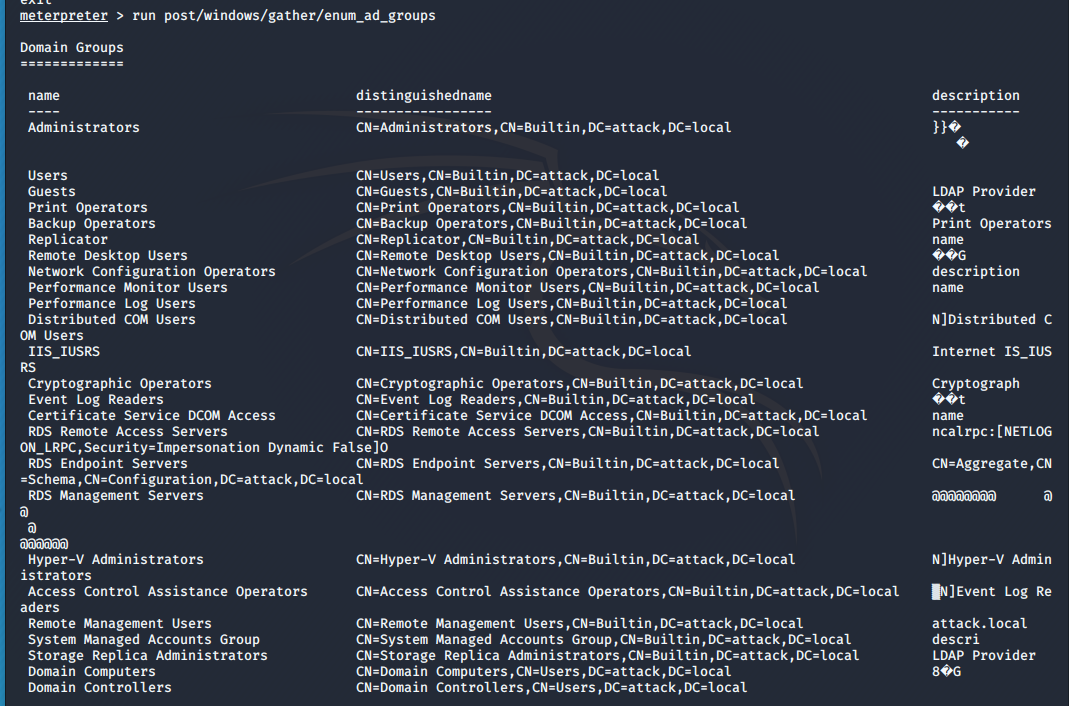 exit
meterpreter > run post/windows/gather/enum_ad_groups
Domain Groups
=============
name distinguishedname description
---- ----------------- -----------
Administrators CN=Administrators,CN=Builtin,DC=attack,DC=local }}�
�
Users CN=Users,CN=Builtin,DC=attack,DC=local
Guests CN=Guests,CN=Builtin,DC=attack,DC=local LDAP Provider
Print Operators CN=Print Operators,CN=Builtin,DC=attack,DC=local ��t
Backup Operators CN=Backup Operators,CN=Builtin,DC=attack,DC=local Print Operators
Replicator CN=Replicator,CN=Builtin,DC=attack,DC=local name
Remote Desktop Users CN=Remote Desktop Users,CN=Builtin,DC=attack,DC=local ��G
Network Configuration Operators CN=Network Configuration Operators,CN=Builtin,DC=attack,DC=local description
Performance Monitor Users CN=Performance Monitor Users,CN=Builtin,DC=attack,DC=local name
Performance Log Users CN=Performance Log Users,CN=Builtin,DC=attack,DC=local
Distributed COM Users CN=Distributed COM Users,CN=Builtin,DC=attack,DC=local N]Distributed C
OM Users
IIS_IUSRS CN=IIS_IUSRS,CN=Builtin,DC=attack,DC=local Internet IS_IUS
RS
Cryptographic Operators CN=Cryptographic Operators,CN=Builtin,DC=attack,DC=local Cryptograph
Event Log Readers CN=Event Log Readers,CN=Builtin,DC=attack,DC=local ��t
Certificate Service DCOM Access CN=Certificate Service DCOM Access,CN=Builtin,DC=attack,DC=local name
RDS Remote Access Servers CN=RDS Remote Access Servers,CN=Builtin,DC=attack,DC=local ncalrpc:[NETLOG
ON_LRPC,Security=Impersonation Dynamic False]O
RDS Endpoint Servers CN=RDS Endpoint Servers,CN=Builtin,DC=attack,DC=local CN=Aggregate,CN
=Schema,CN=Configuration,DC=attack,DC=local
RDS Management Servers CN=RDS Management Servers,CN=Builtin,DC=attack,DC=local @@@@@@@@ @
@
@
@@@@@@
Hyper-V Administrators CN=Hyper-V Administrators,CN=Builtin,DC=attack,DC=local N]Hyper-V Admin
istrators
Access Control Assistance Operators CN=Access Control Assistance Operators,CN=Builtin,DC=attack,DC=local ▒N]Event Log Re
aders
Remote Management Users CN=Remote Management Users,CN=Builtin,DC=attack,DC=local attack.local
System Managed Accounts Group CN=System Managed Accounts Group,CN=Builtin,DC=attack,DC=local descri
Storage Replica Administrators CN=Storage Replica Administrators,CN=Builtin,DC=attack,DC=local LDAP Provider
Domain Computers CN=Domain Computers,CN=Users,DC=attack,DC=local 8�G
Domain Controllers CN=Domain Controllers,CN=Users,DC=attack,DC=local